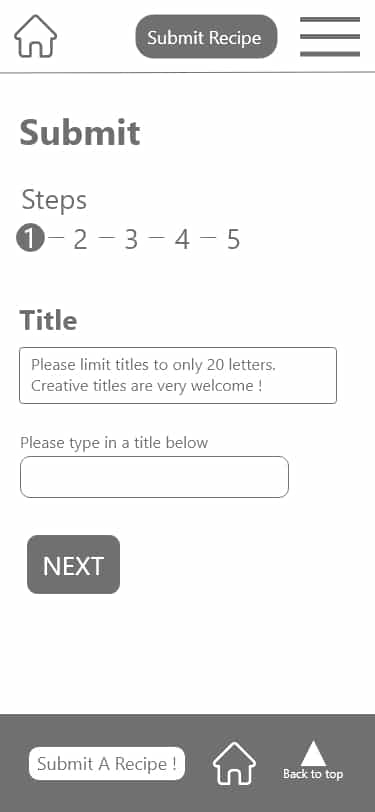 Submit Recipe
Submit
Steps
1 – 2 – 3 – 4 – 5
Title
Please limit titles to only 20 letters.
Creative titles are very welcome !
Please type in a title below
NEXT
Submit A Recipe !
Back to top